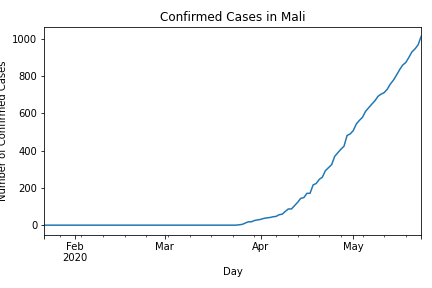 Confirmed Cases in Mali
Number of Confirmed Cases
1000
800
600
400
200
0
Feb
2020
Mar
Apr
May
Day